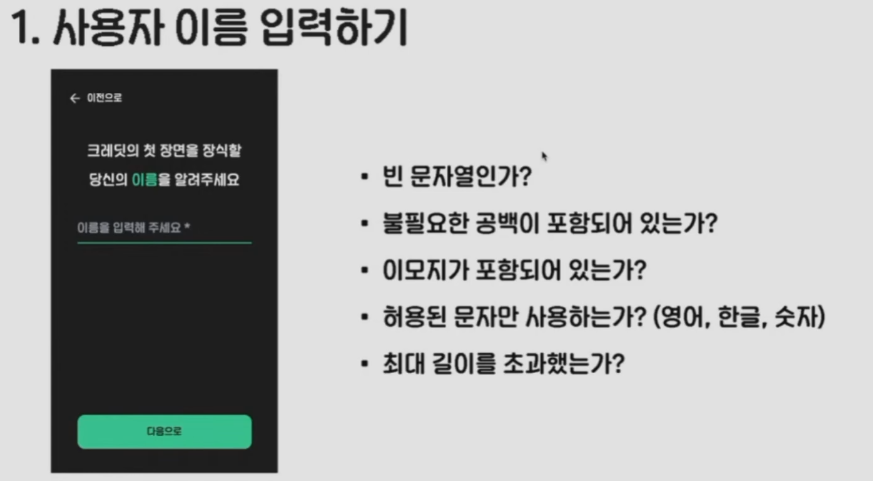 1. 사용자 이름 입력하기
← 이전으로
크레딧의 첫 장면을 장식할
당신의 이름을 알려주세요
이름을 입력해 주세요 *
다음으로
▪ 빈 문자열인가?
▪ 불필요한 공백이 포함되어 있는가?
▪ 이모지가 포함되어 있는가?
▪ 허용된 문자만 사용하는가? (영어, 한글, 숫자)
▪ 최대 길이를 초과했는가?